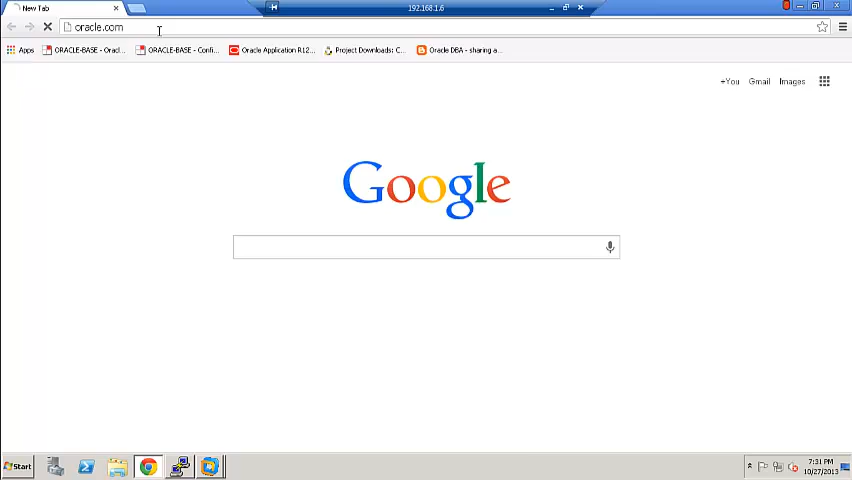 New Tab
192.168.1.6
oracle.com
Apps
ORACLE-BASE - Oracl...
ORACLE-BASE - Confi...
Oracle Application R12...
Project Downloads: C...
Oracle DBA - sharing a...
+You Gmail Images
Google
Start
7:31 PM
10/27/2013